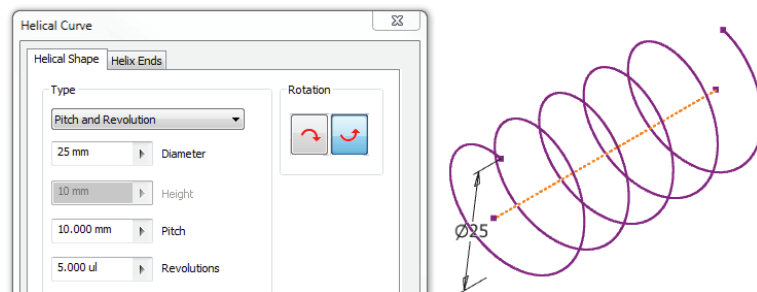 Helical Curve
Helical Shape
Helix Ends
Type
Rotation
Pitch and Revolution
25 mm
Diameter
10 mm
Height
10.000 mm
Pitch
5.000 ul
Revolutions
Ø25